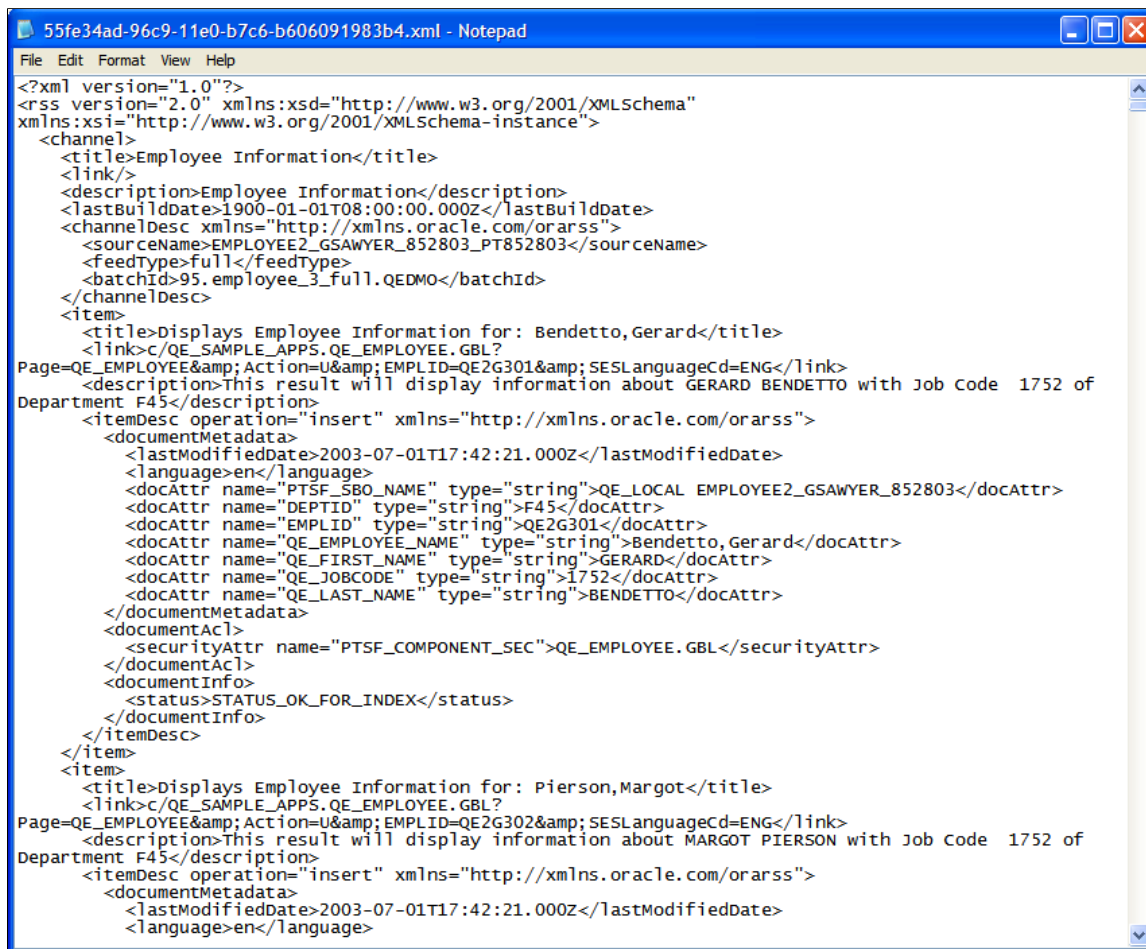 55fe34ad-96c9-11e0-b7c6-b606091983b4.xml - Notepad
File Edit Format View Help
<?xml version="1.0"?>
<rss version="2.0" xmlns:xsd="http://www.w3.org/2001/XMLSchema"
xmlns:xsi="http://www.w3.org/2001/XMLSchema-instance">
  <channel>
    <title>Employee Information</title>
    <link/>
    <description>Employee Information</description>
    <lastBuildDate>1900-01-01T08:00:00.000Z</lastBuildDate>
    <channelDesc xmlns="http://xmlns.oracle.com/orarss">
      <sourceName>EMPLOYEE2_GSAWYER_852803_PT852803</sourceName>
      <feedType>full</feedType>
      <batchId>95.employee_3_full.QEDMO</batchId>
    </channelDesc>
    <item>
      <title>Displays Employee Information for: Bendetto,Gerard</title>
      <link>c/QE_SAMPLE_APPS.QE_EMPLOYEE.GBL?
Page=QE_EMPLOYEE&amp;Action=U&amp;EMPLID=QE2G301&amp;SESLanguageCd=ENG</link>
      <description>This result will display information about GERARD BENDETTO with Job Code  1752 of
Department F45</description>
      <itemDesc operation="insert" xmlns="http://xmlns.oracle.com/orarss">
        <documentMetadata>
          <lastModifiedDate>2003-07-01T17:42:21.000Z</lastModifiedDate>
          <language>en</language>
          <docAttr name="PTSF_SBO_NAME" type="string">QE_LOCAL EMPLOYEE2_GSAWYER_852803</docAttr>
          <docAttr name="DEPTID" type="string">F45</docAttr>
          <docAttr name="EMPLID" type="string">QE2G301</docAttr>
          <docAttr name="QE_EMPLOYEE_NAME" type="string">Bendetto,Gerard</docAttr>
          <docAttr name="QE_FIRST_NAME" type="string">GERARD</docAttr>
          <docAttr name="QE_JOBCODE" type="string">1752</docAttr>
          <docAttr name="QE_LAST_NAME" type="string">BENDETTO</docAttr>
        </documentMetadata>
        <documentAcl>
          <securityAttr name="PTSF_COMPONENT_SEC">QE_EMPLOYEE.GBL</securityAttr>
        </documentAcl>
        <documentInfo>
          <status>STATUS_OK_FOR_INDEX</status>
        </documentInfo>
      </itemDesc>
    </item>
    <item>
      <title>Displays Employee Information for: Pierson,Margot</title>
      <link>c/QE_SAMPLE_APPS.QE_EMPLOYEE.GBL?
Page=QE_EMPLOYEE&amp;Action=U&amp;EMPLID=QE2G302&amp;SESLanguageCd=ENG</link>
      <description>This result will display information about MARGOT PIERSON with Job Code  1752 of
Department F45</description>
      <itemDesc operation="insert" xmlns="http://xmlns.oracle.com/orarss">
        <documentMetadata>
          <lastModifiedDate>2003-07-01T17:42:21.000Z</lastModifiedDate>
          <language>en</language>